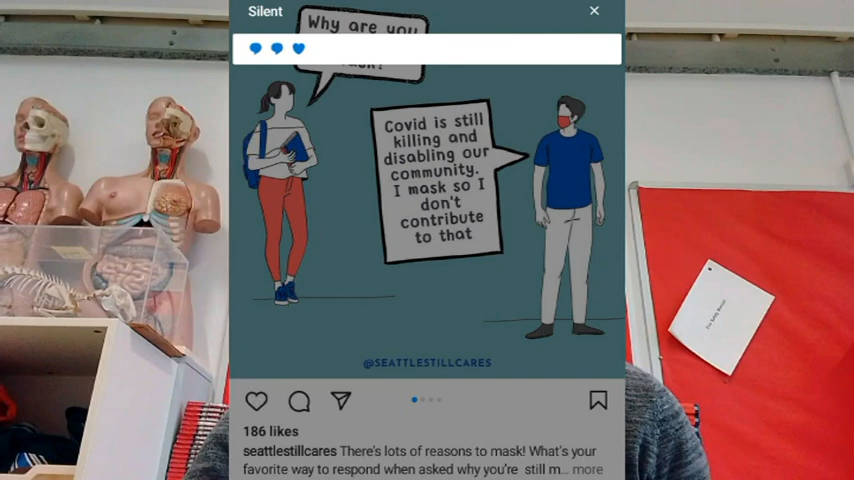 Silent
Why are you
Covid is still
killing and
disabling our
community.
I mask so I
don't
contribute
to that
@SEATTLESTILLCARES
186 likes
seattlestillcares There's lots of reasons to mask! What's your
favorite way to respond when asked why you're still m... more